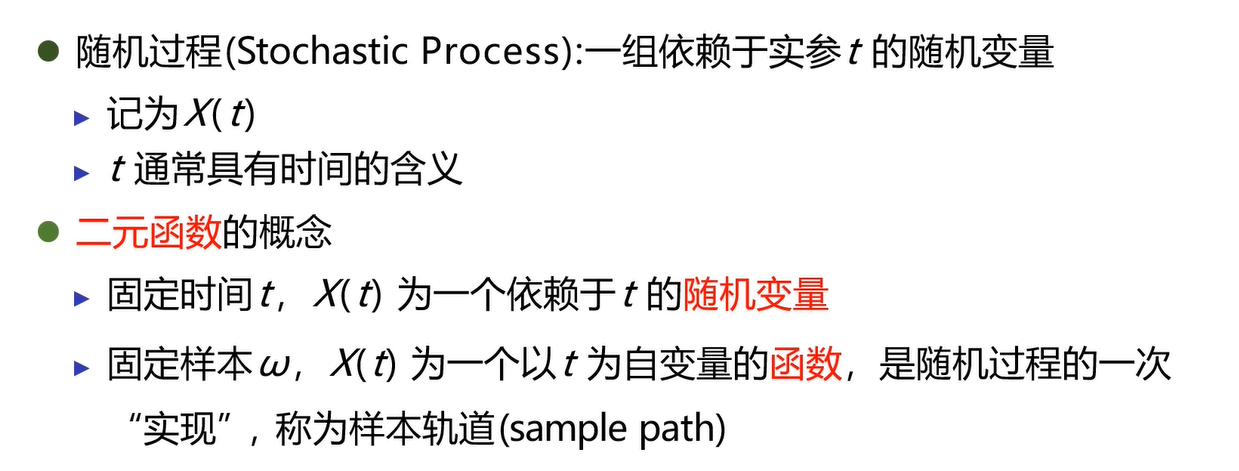 ● 随机过程(Stochastic Process):一组依赖于实参 t 的随机变量
▶ 记为 X(t)
▶ t 通常具有时间的含义
● 二元函数的概念
▶ 固定时间 t，X(t) 为一个依赖于 t 的随机变量
▶ 固定样本 ω，X(t) 为一个以 t 为自变量的函数，是随机过程的一次
“实现”, 称为样本轨道(sample path)